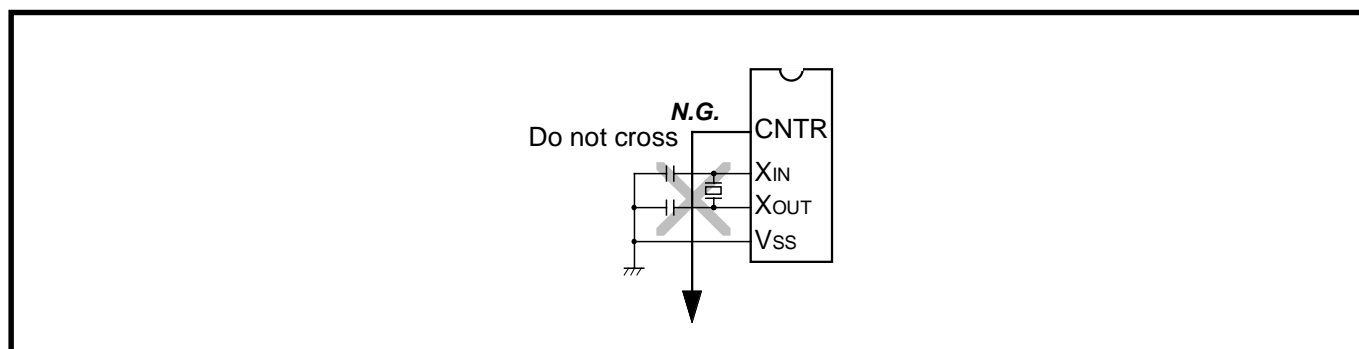 N.G.
Do not cross
CNTR
XIN
XOUT
VSS